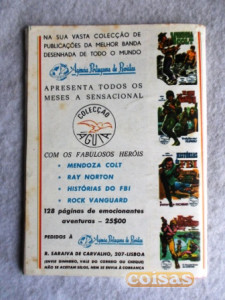 NA SUA VASTA COLECÇÃO DE
PUBLICAÇÕES DA MELHOR BANDA
DESENHADA DE TODO O MUNDO
Agência Portuguesa de Revistas
APRESENTA TODOS OS
MESES A SENSACIONAL
COLECÇÃO
ÁGUIA
COM OS FABULOSOS HERÓIS
• MENDOZA COLT
• RAY NORTON
• HISTÓRIAS DO FBI
• ROCK VANGUARD
128 páginas de emocionantes
aventuras - 25$00
PEDIDOS À
Agência Portuguesa de Revistas
R. SARAIVA DE CARVALHO, 207-LISBOA
coisas